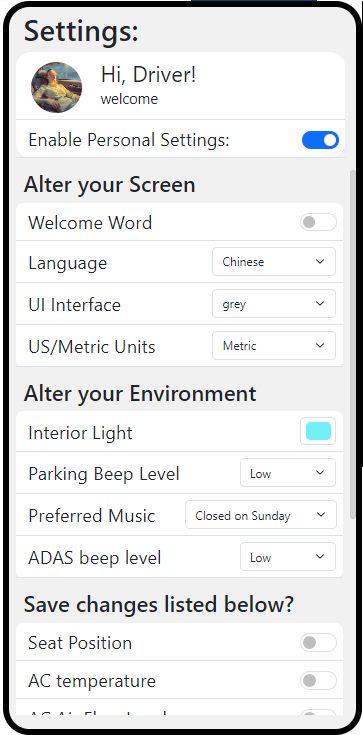 Settings:
Hi, Driver!
welcome
Enable Personal Settings:
Alter your Screen
Welcome Word
Language Chinese
UI Interface grey
US/Metric Units Metric
Alter your Environment
Interior Light
Parking Beep Level Low
Preferred Music Closed on Sunday
ADAS beep level Low
Save changes listed below?
Seat Position
AC temperature